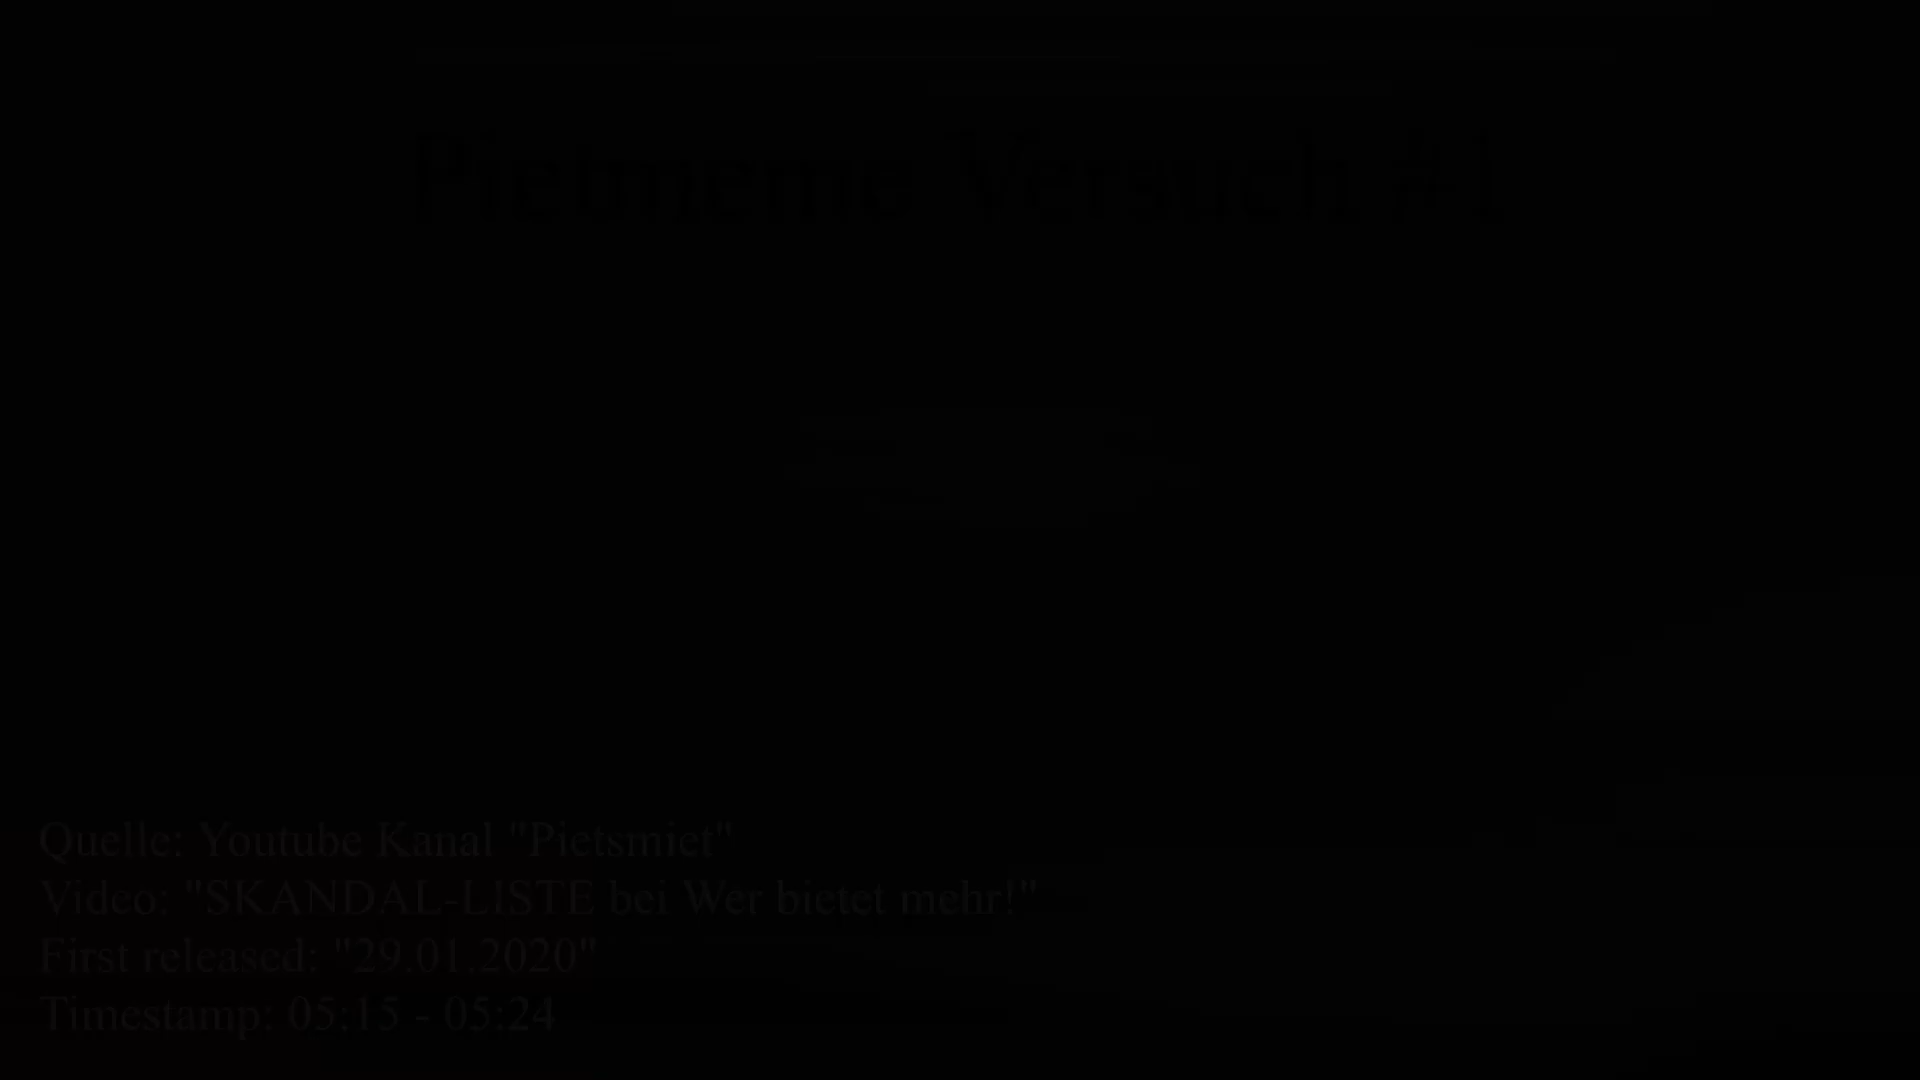 Pietmeme Versuch #1
Quelle: Youtube Kanal "Pietsmiet"
Video: "SKANDAL-LISTE bei Wer bietet mehr!"
First released: "29.01.2020"
Timestamp: 05:15 - 05:24